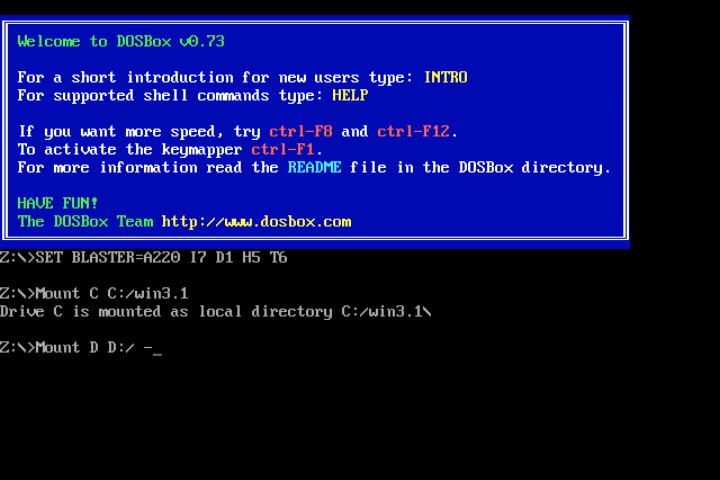 Welcome to DOSBox v0.73
For a short introduction for new users type: INTRO
For supported shell commands type: HELP
If you want more speed, try ctrl-F8 and ctrl-F12.
To activate the keymapper ctrl-F1.
For more information read the README file in the DOSBox directory.
HAVE FUN!
The DOSBox Team http://www.dosbox.com
Z:\>SET BLASTER=A220 I7 D1 H5 T6
Z:\>Mount C C:/win3.1
Drive C is mounted as local directory C:/win3.1\
Z:\>Mount D D:/ -_